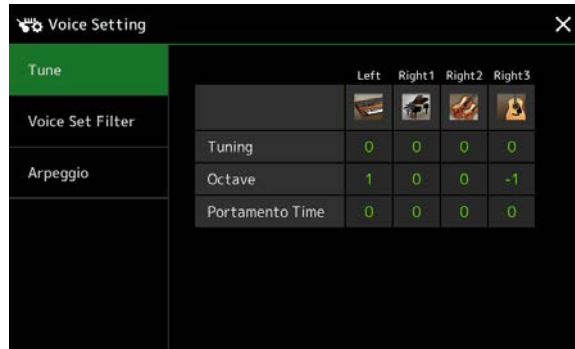 Voice Setting
Tune
Left Right1 Right2 Right3
Voice Set Filter
Tuning 0 0 0 0
Arpeggio
Octave 1 0 0 -1
Portamento Time 0 0 0 0